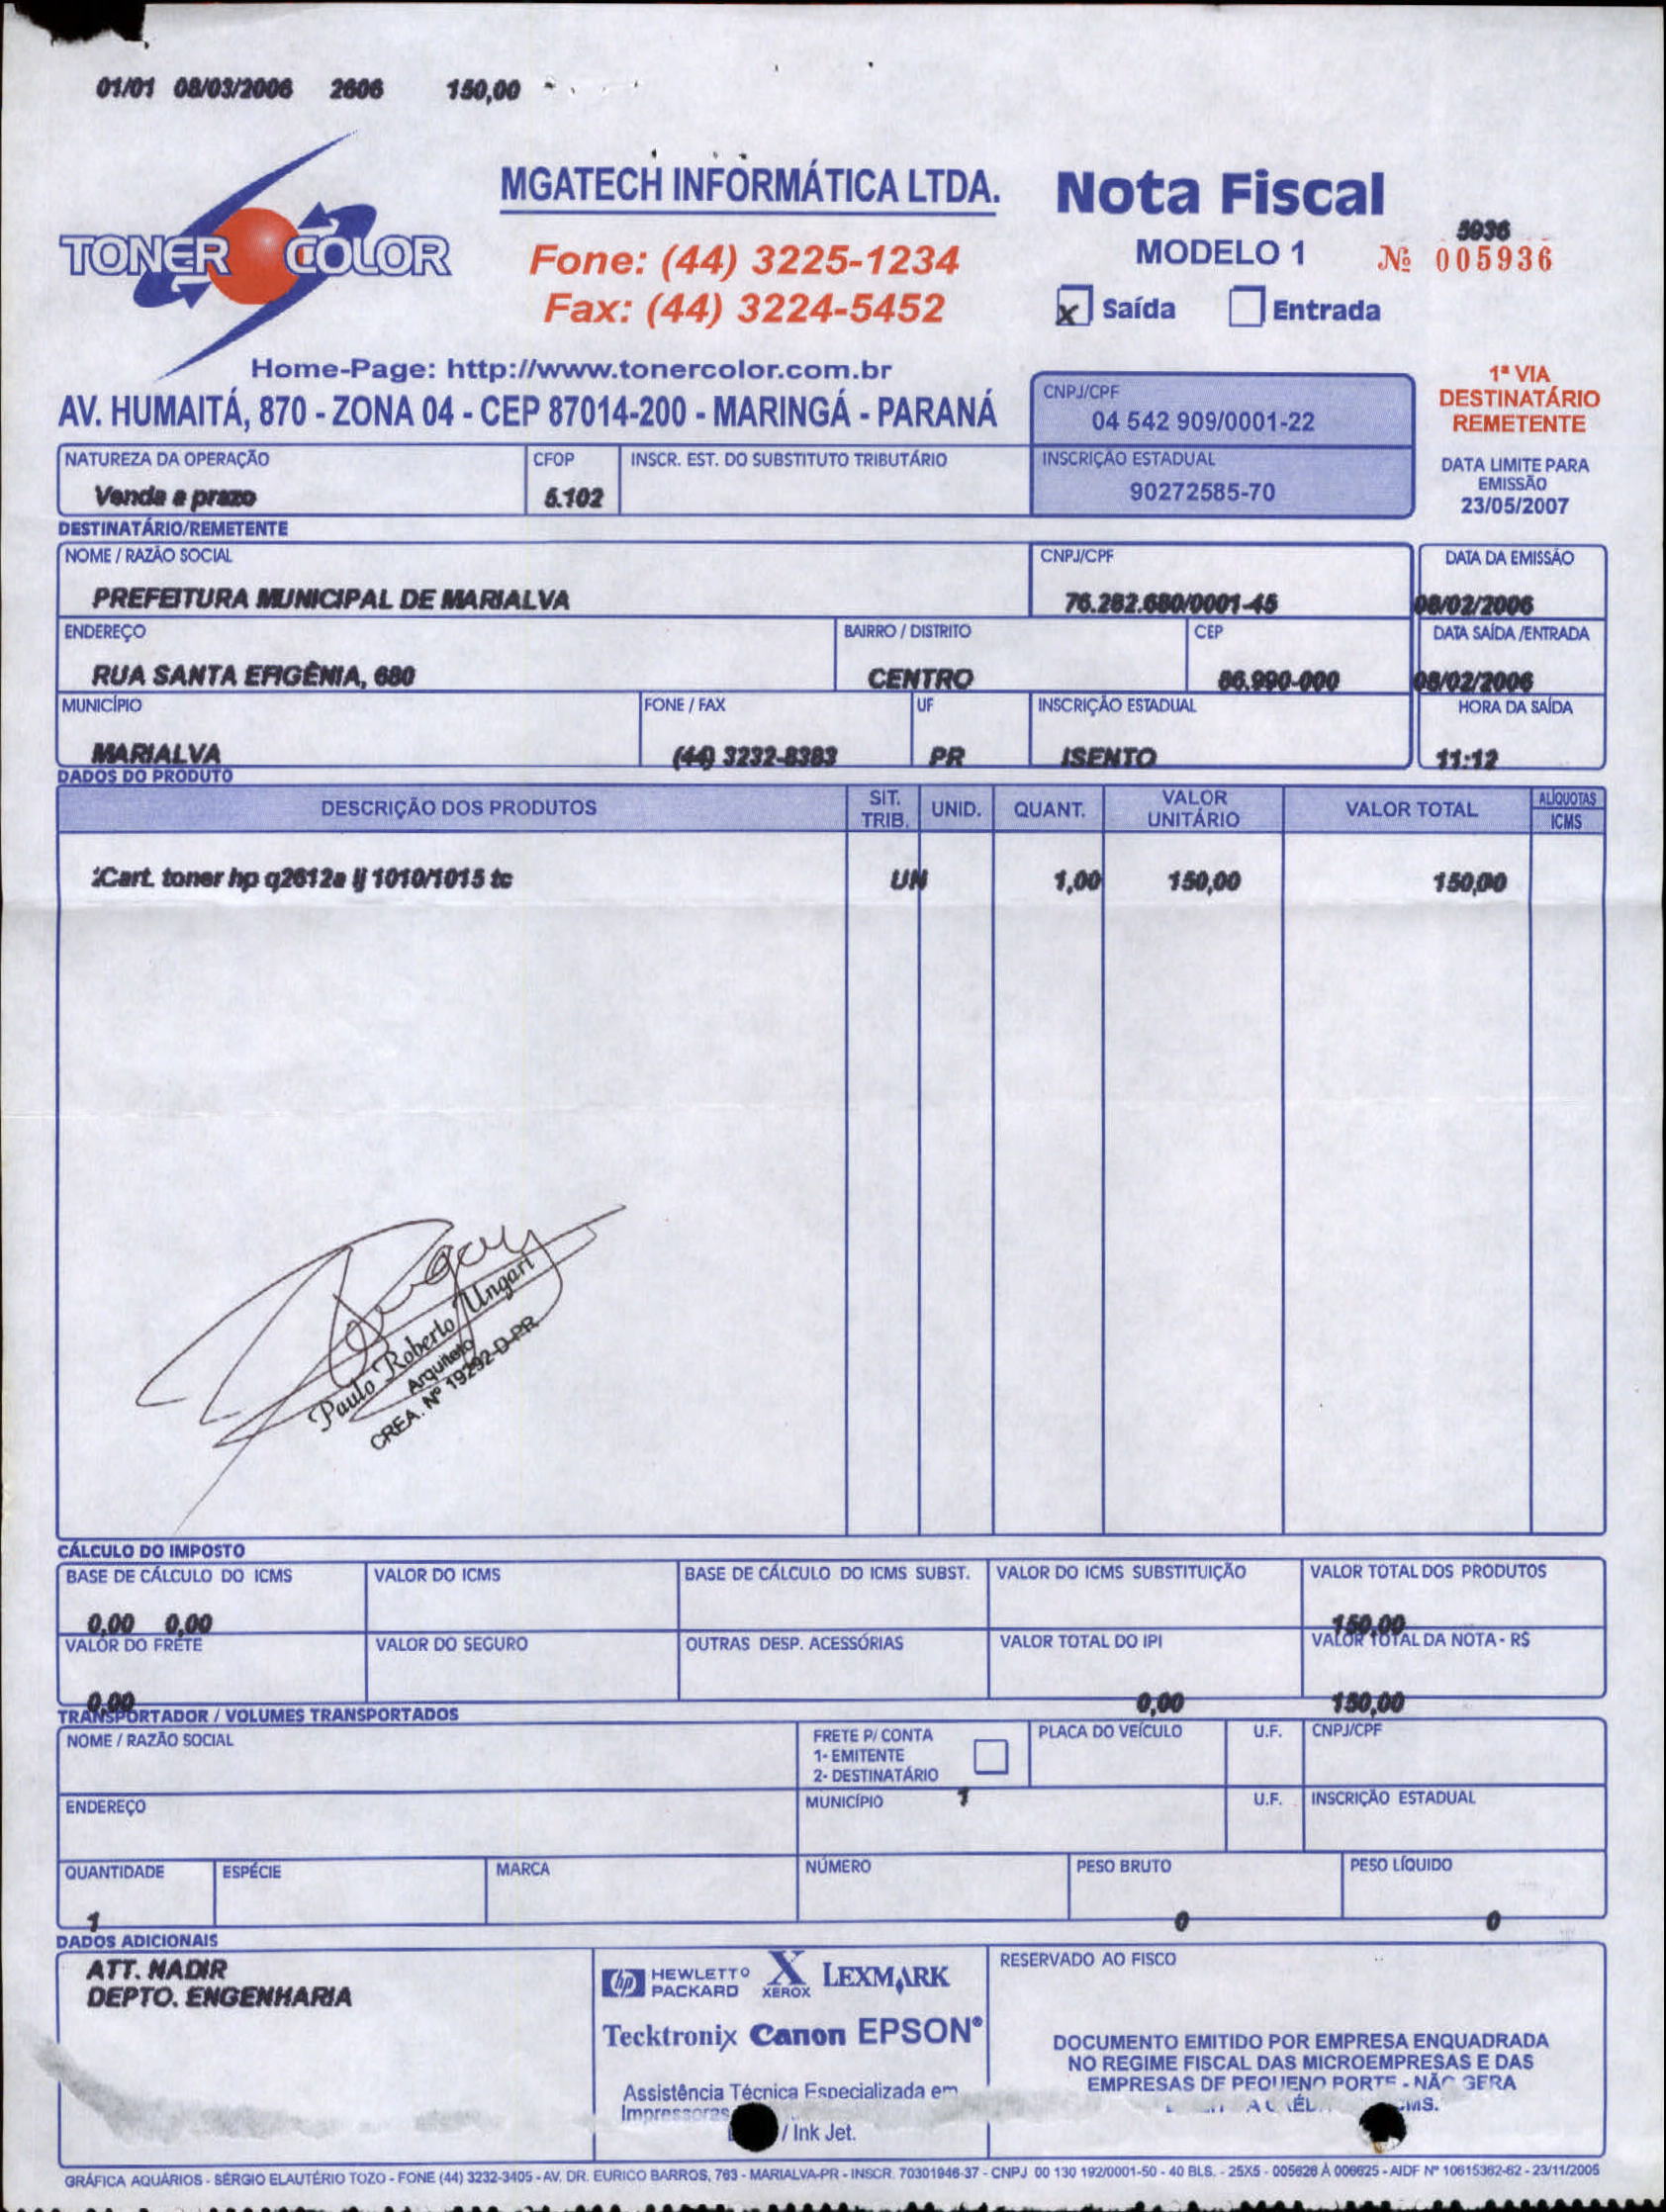 01/01 08/03/2006 2606 150,00
TONER COLOR
MGATECH INFORMÁTICA LTDA.
Fone: (44) 3225-1234
Fax: (44) 3224-5452
Nota Fiscal
MODELO 1
5936
Nº 005936
x Saída Entrada
Home-Page: http://www.tonercolor.com.br
AV. HUMAITÁ, 870 - ZONA 04 - CEP 87014-200 - MARINGÁ - PARANÁ
CNPJ/CPF
04 542 909/0001-22
1ª VIA
DESTINATÁRIO
REMETENTE
NATUREZA DA OPERAÇÃO
Venda a prazo
CFOP
5.102
INSCR. EST. DO SUBSTITUTO TRIBUTÁRIO
INSCRIÇÃO ESTADUAL
90272585-70
DATA LIMITE PARA
EMISSÃO
23/05/2007
DESTINATÁRIO/REMETENTE
NOME / RAZÃO SOCIAL
PREFEITURA MUNICIPAL DE MARIALVA
CNPJ/CPF
76.282.680/0001-45
DATA DA EMISSÃO
08/02/2006
ENDEREÇO
RUA SANTA EFIGÊNIA, 680
BAIRRO / DISTRITO
CENTRO
CEP
86.990-000
DATA SAÍDA /ENTRADA
08/02/2006
MUNICÍPIO
MARIALVA
FONE / FAX
(44) 3232-8383
UF
PR
INSCRIÇÃO ESTADUAL
ISENTO
HORA DA SAÍDA
11:12
DADOS DO PRODUTO
DESCRIÇÃO DOS PRODUTOS SIT. TRIB. UNID. QUANT. VALOR UNITÁRIO VALOR TOTAL ALÍQUOTAS ICMS
Cart. toner hp q2612a lj 1010/1015 tc UN 1,00 150,00 150,00
Paulo Roberto Ungari
Arquiteto
CREA. Nº 19292-D-PR
CÁLCULO DO IMPOSTO
BASE DE CÁLCULO DO ICMS VALOR DO ICMS BASE DE CÁLCULO DO ICMS SUBST. VALOR DO ICMS SUBSTITUIÇÃO VALOR TOTAL DOS PRODUTOS
0,00 0,00 150,00
VALOR DO FRETE VALOR DO SEGURO OUTRAS DESP. ACESSÓRIAS VALOR TOTAL DO IPI VALOR TOTAL DA NOTA - R$
0,00 0,00 150,00
TRANSPORTADOR / VOLUMES TRANSPORTADOS
NOME / RAZÃO SOCIAL
FRETE P/ CONTA
1- EMITENTE
2- DESTINATÁRIO
PLACA DO VEÍCULO U.F. CNPJ/CPF
ENDEREÇO MUNICÍPIO 1 U.F. INSCRIÇÃO ESTADUAL
QUANTIDADE ESPÉCIE MARCA NÚMERO PESO BRUTO PESO LÍQUIDO
1 0 0
DADOS ADICIONAIS
ATT. NADIR
DEPTO. ENGENHARIA
hp HEWLETT PACKARD X XEROX LEXMARK
Tecktronix Canon EPSON
Assistência Técnica Especializada em
Impressoras
/ Ink Jet.
RESERVADO AO FISCO
DOCUMENTO EMITIDO POR EMPRESA ENQUADRADA
NO REGIME FISCAL DAS MICROEMPRESAS E DAS
EMPRESAS DE PEQUENO PORTE - NÃO GERA
GRÁFICA AQUÁRIOS - SÉRGIO ELAUTÉRIO TOZO - FONE (44) 3232-3405 - AV. DR. EURICO BARROS, 763 - MARIALVA-PR - INSCR. 70301946-37 - CNPJ 00 130 192/0001-50 - 40 BLS. - 25X5 - 005626 À 006625 - AIDF Nº 10615362-62 - 23/11/2005